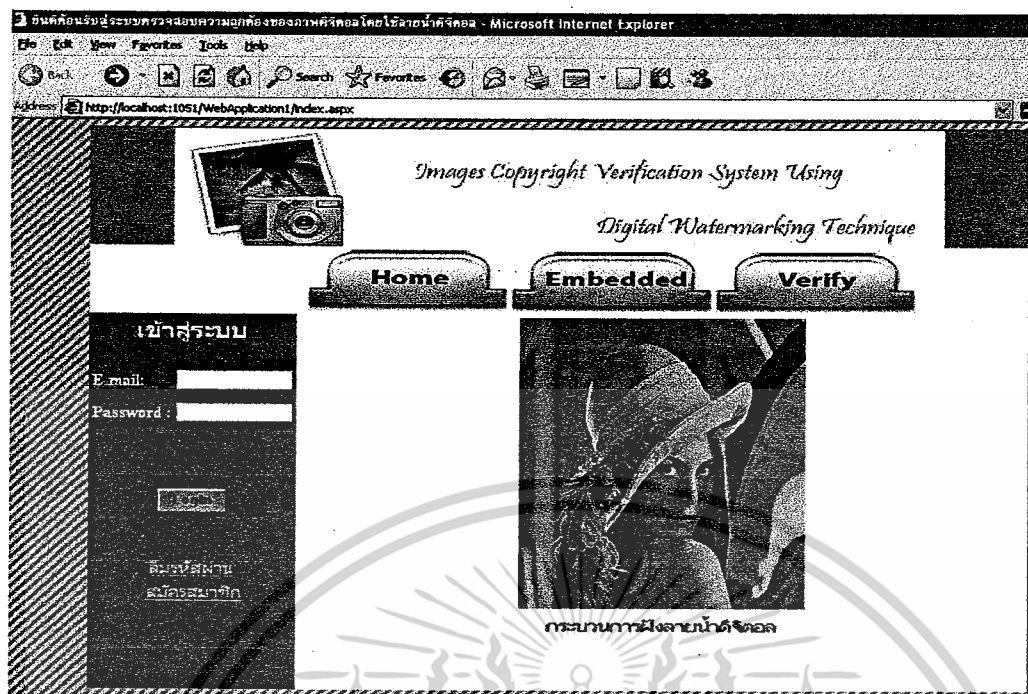 ยินดีต้อนรับสู่ระบบตรวจสอบความถูกต้องของภาพดิจิตอลโดยใช้ลายน้ำดิจิตอล - Microsoft Internet Explorer
File Edit View Favorites Tools Help
Back Search Favorites
Address http://localhost:1051/WebApplication1/index.aspx
Images Copyright Verification System Using
Digital Watermarking Technique
Home Embedded Verify
เข้าสู่ระบบ
E-mail:
Password :
ลืมรหัสผ่าน
สมัครสมาชิก
กระบวนการฝังลายน้ำดิจิตอล